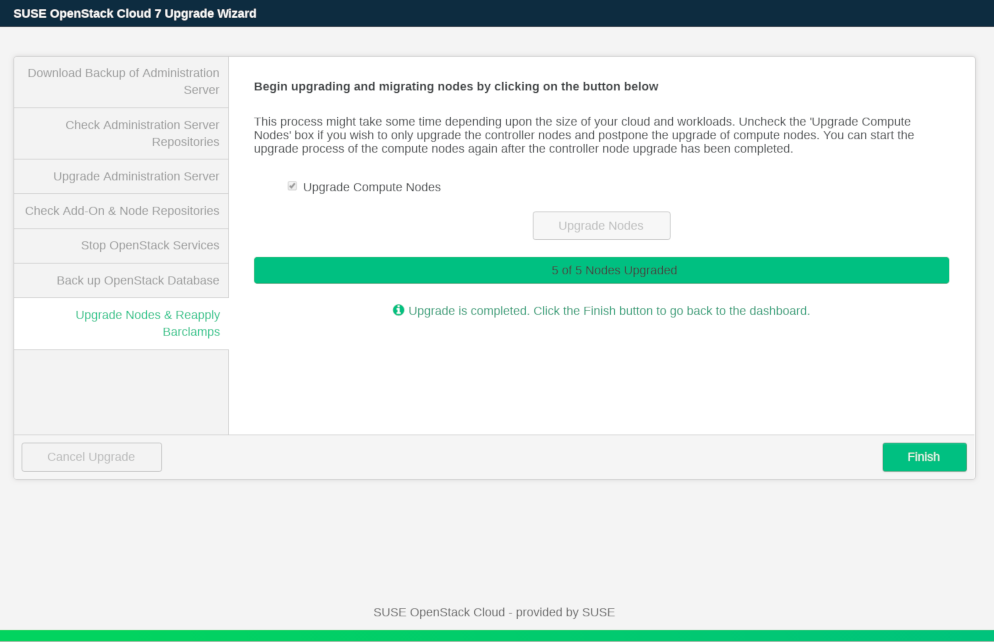 SUSE OpenStack Cloud 7 Upgrade Wizard
Download Backup of Administration
Server
Check Administration Server
Repositories
Upgrade Administration Server
Check Add-On & Node Repositories
Stop OpenStack Services
Back up OpenStack Database
Upgrade Nodes & Reapply
Barclamps
Begin upgrading and migrating nodes by clicking on the button below
This process might take some time depending upon the size of your cloud and workloads. Uncheck the 'Upgrade Compute
Nodes' box if you wish to only upgrade the controller nodes and postpone the upgrade of compute nodes. You can start the
upgrade process of the compute nodes again after the controller node upgrade has been completed.
Upgrade Compute Nodes
Upgrade Nodes
5 of 5 Nodes Upgraded
Upgrade is completed. Click the Finish button to go back to the dashboard.
Cancel Upgrade
Finish
SUSE OpenStack Cloud - provided by SUSE